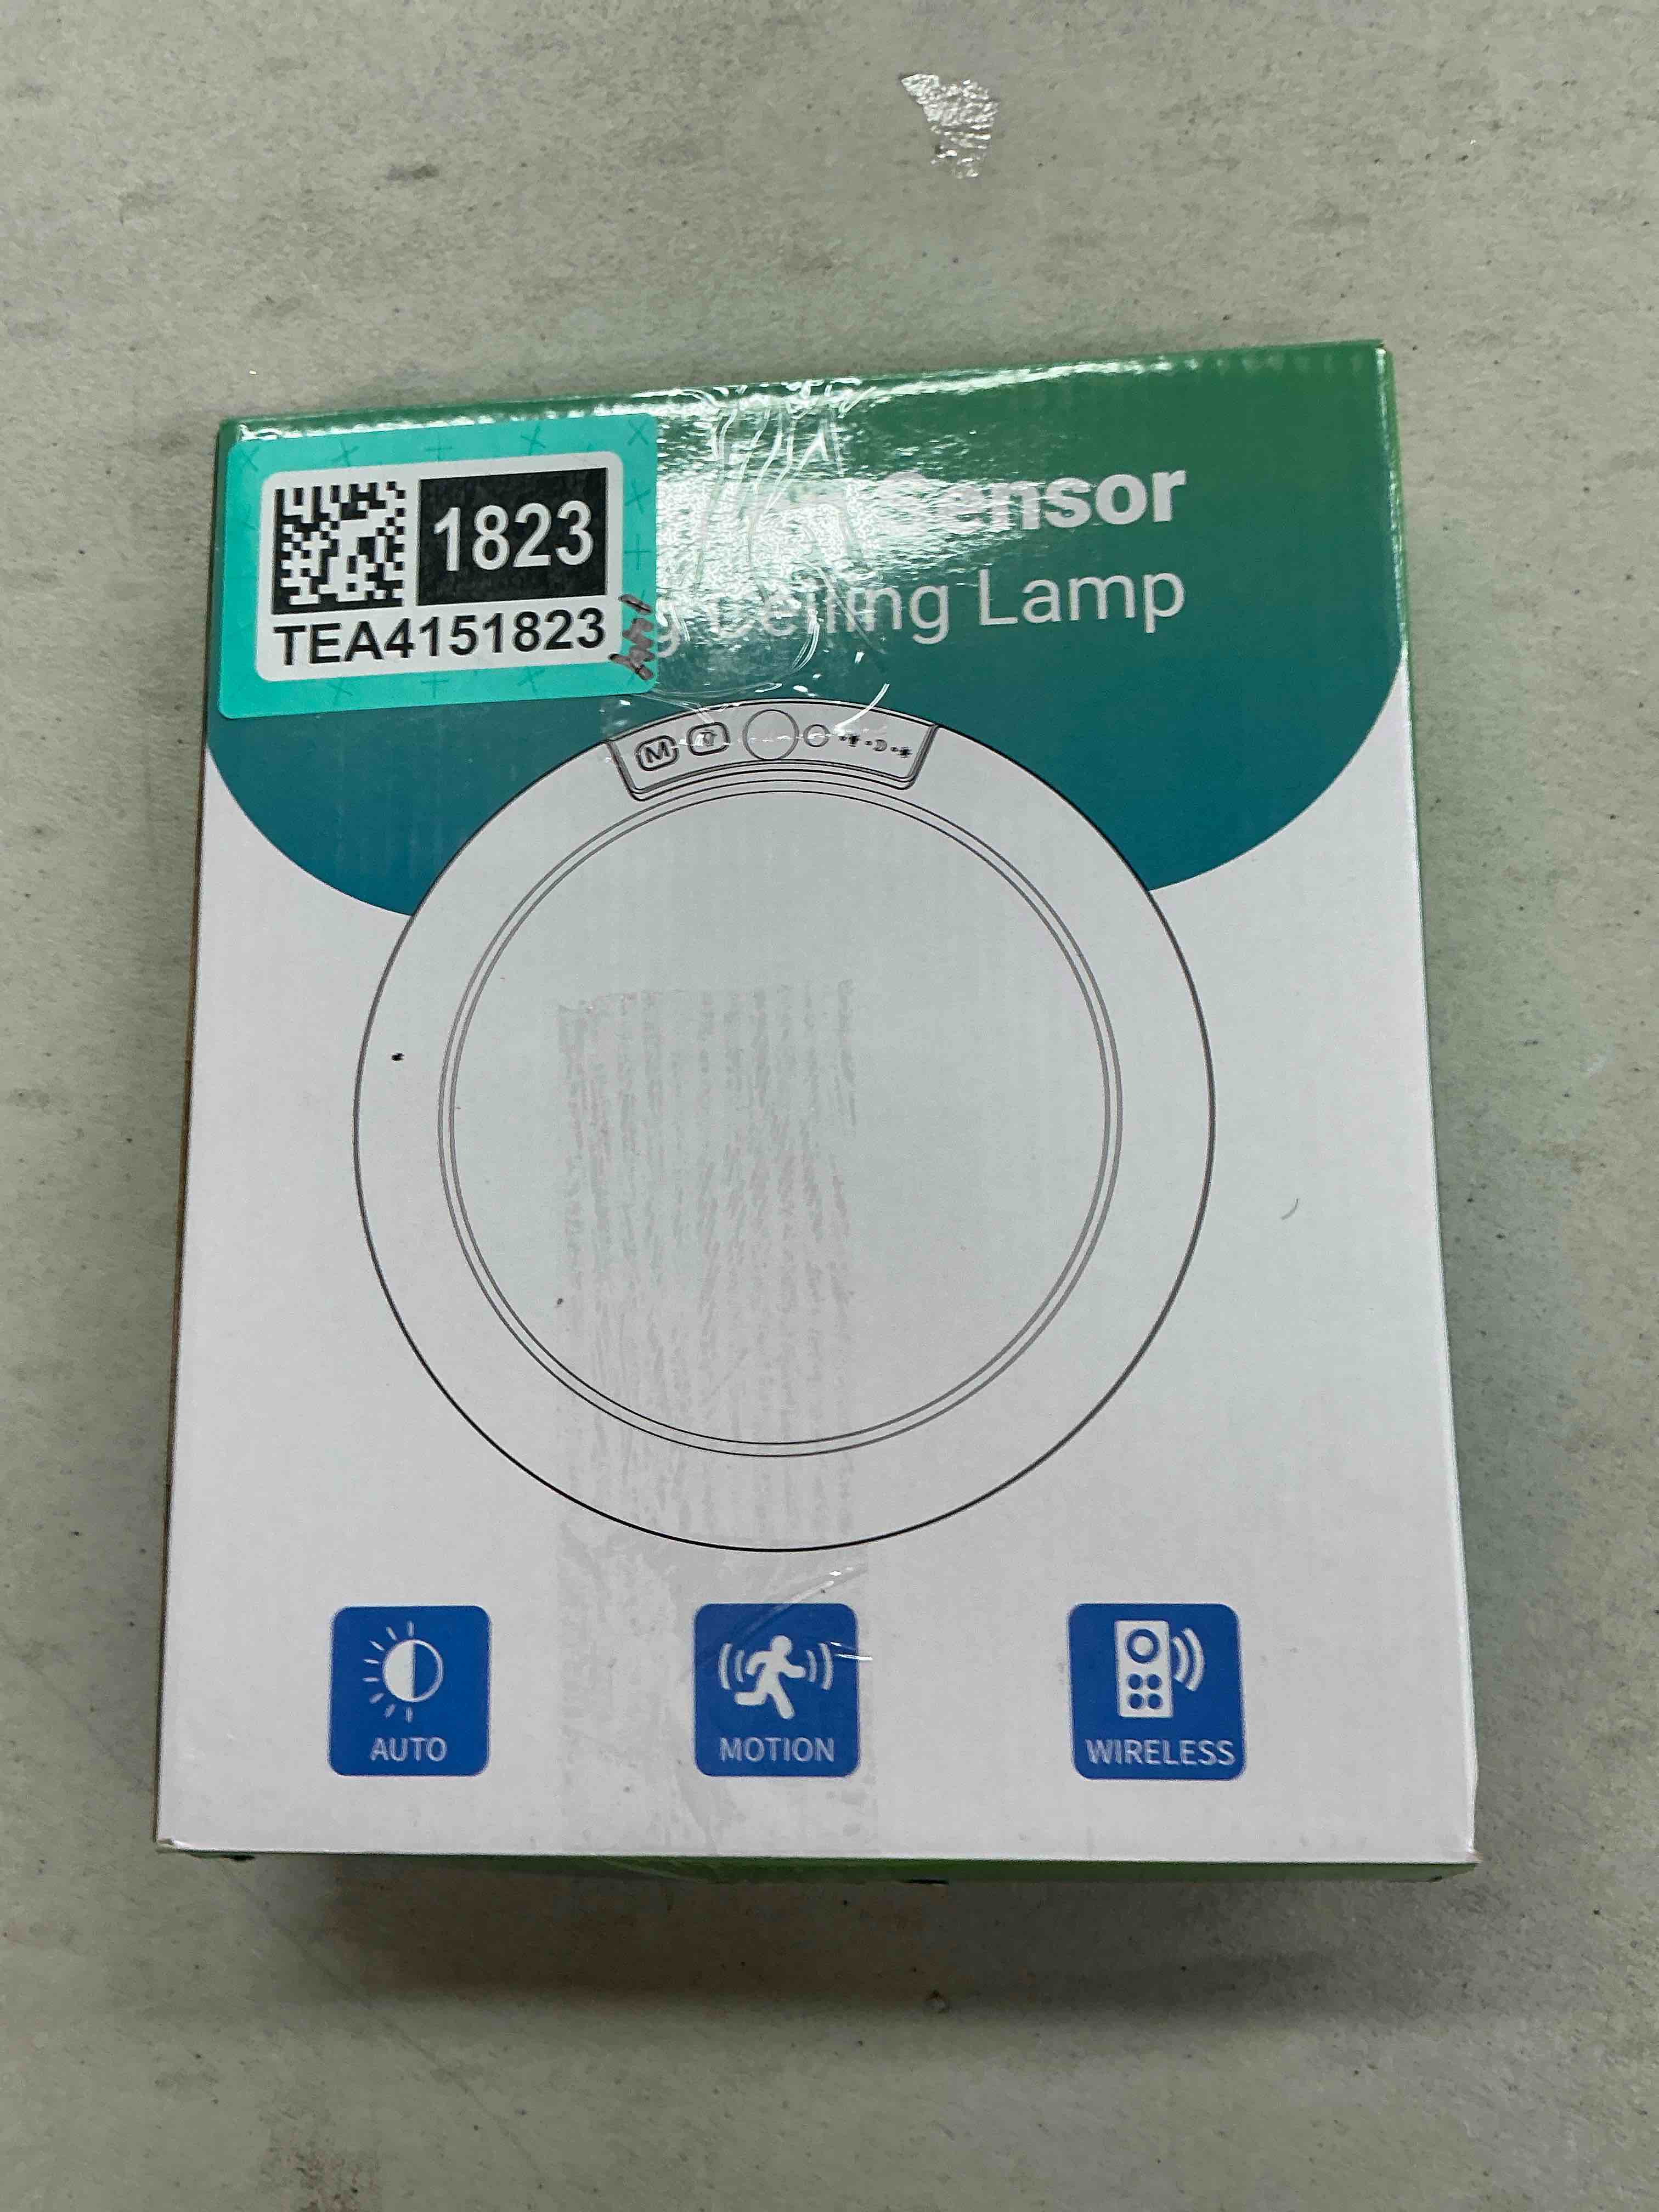 1823
TEA4151823
Sensor
Ceiling Lamp
M T
AUTO
MOTION
WIRELESS